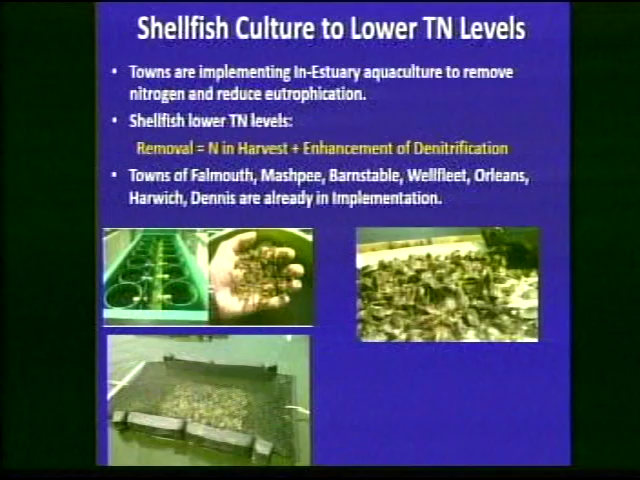 Shellfish Culture to Lower TN Levels
• Towns are implementing In-Estuary aquaculture to remove
nitrogen and reduce eutrophication.
• Shellfish lower TN levels:
Removal = N in Harvest + Enhancement of Denitrification
• Towns of Falmouth, Mashpee, Barnstable, Wellfleet, Orleans,
Harwich, Dennis are already in Implementation.